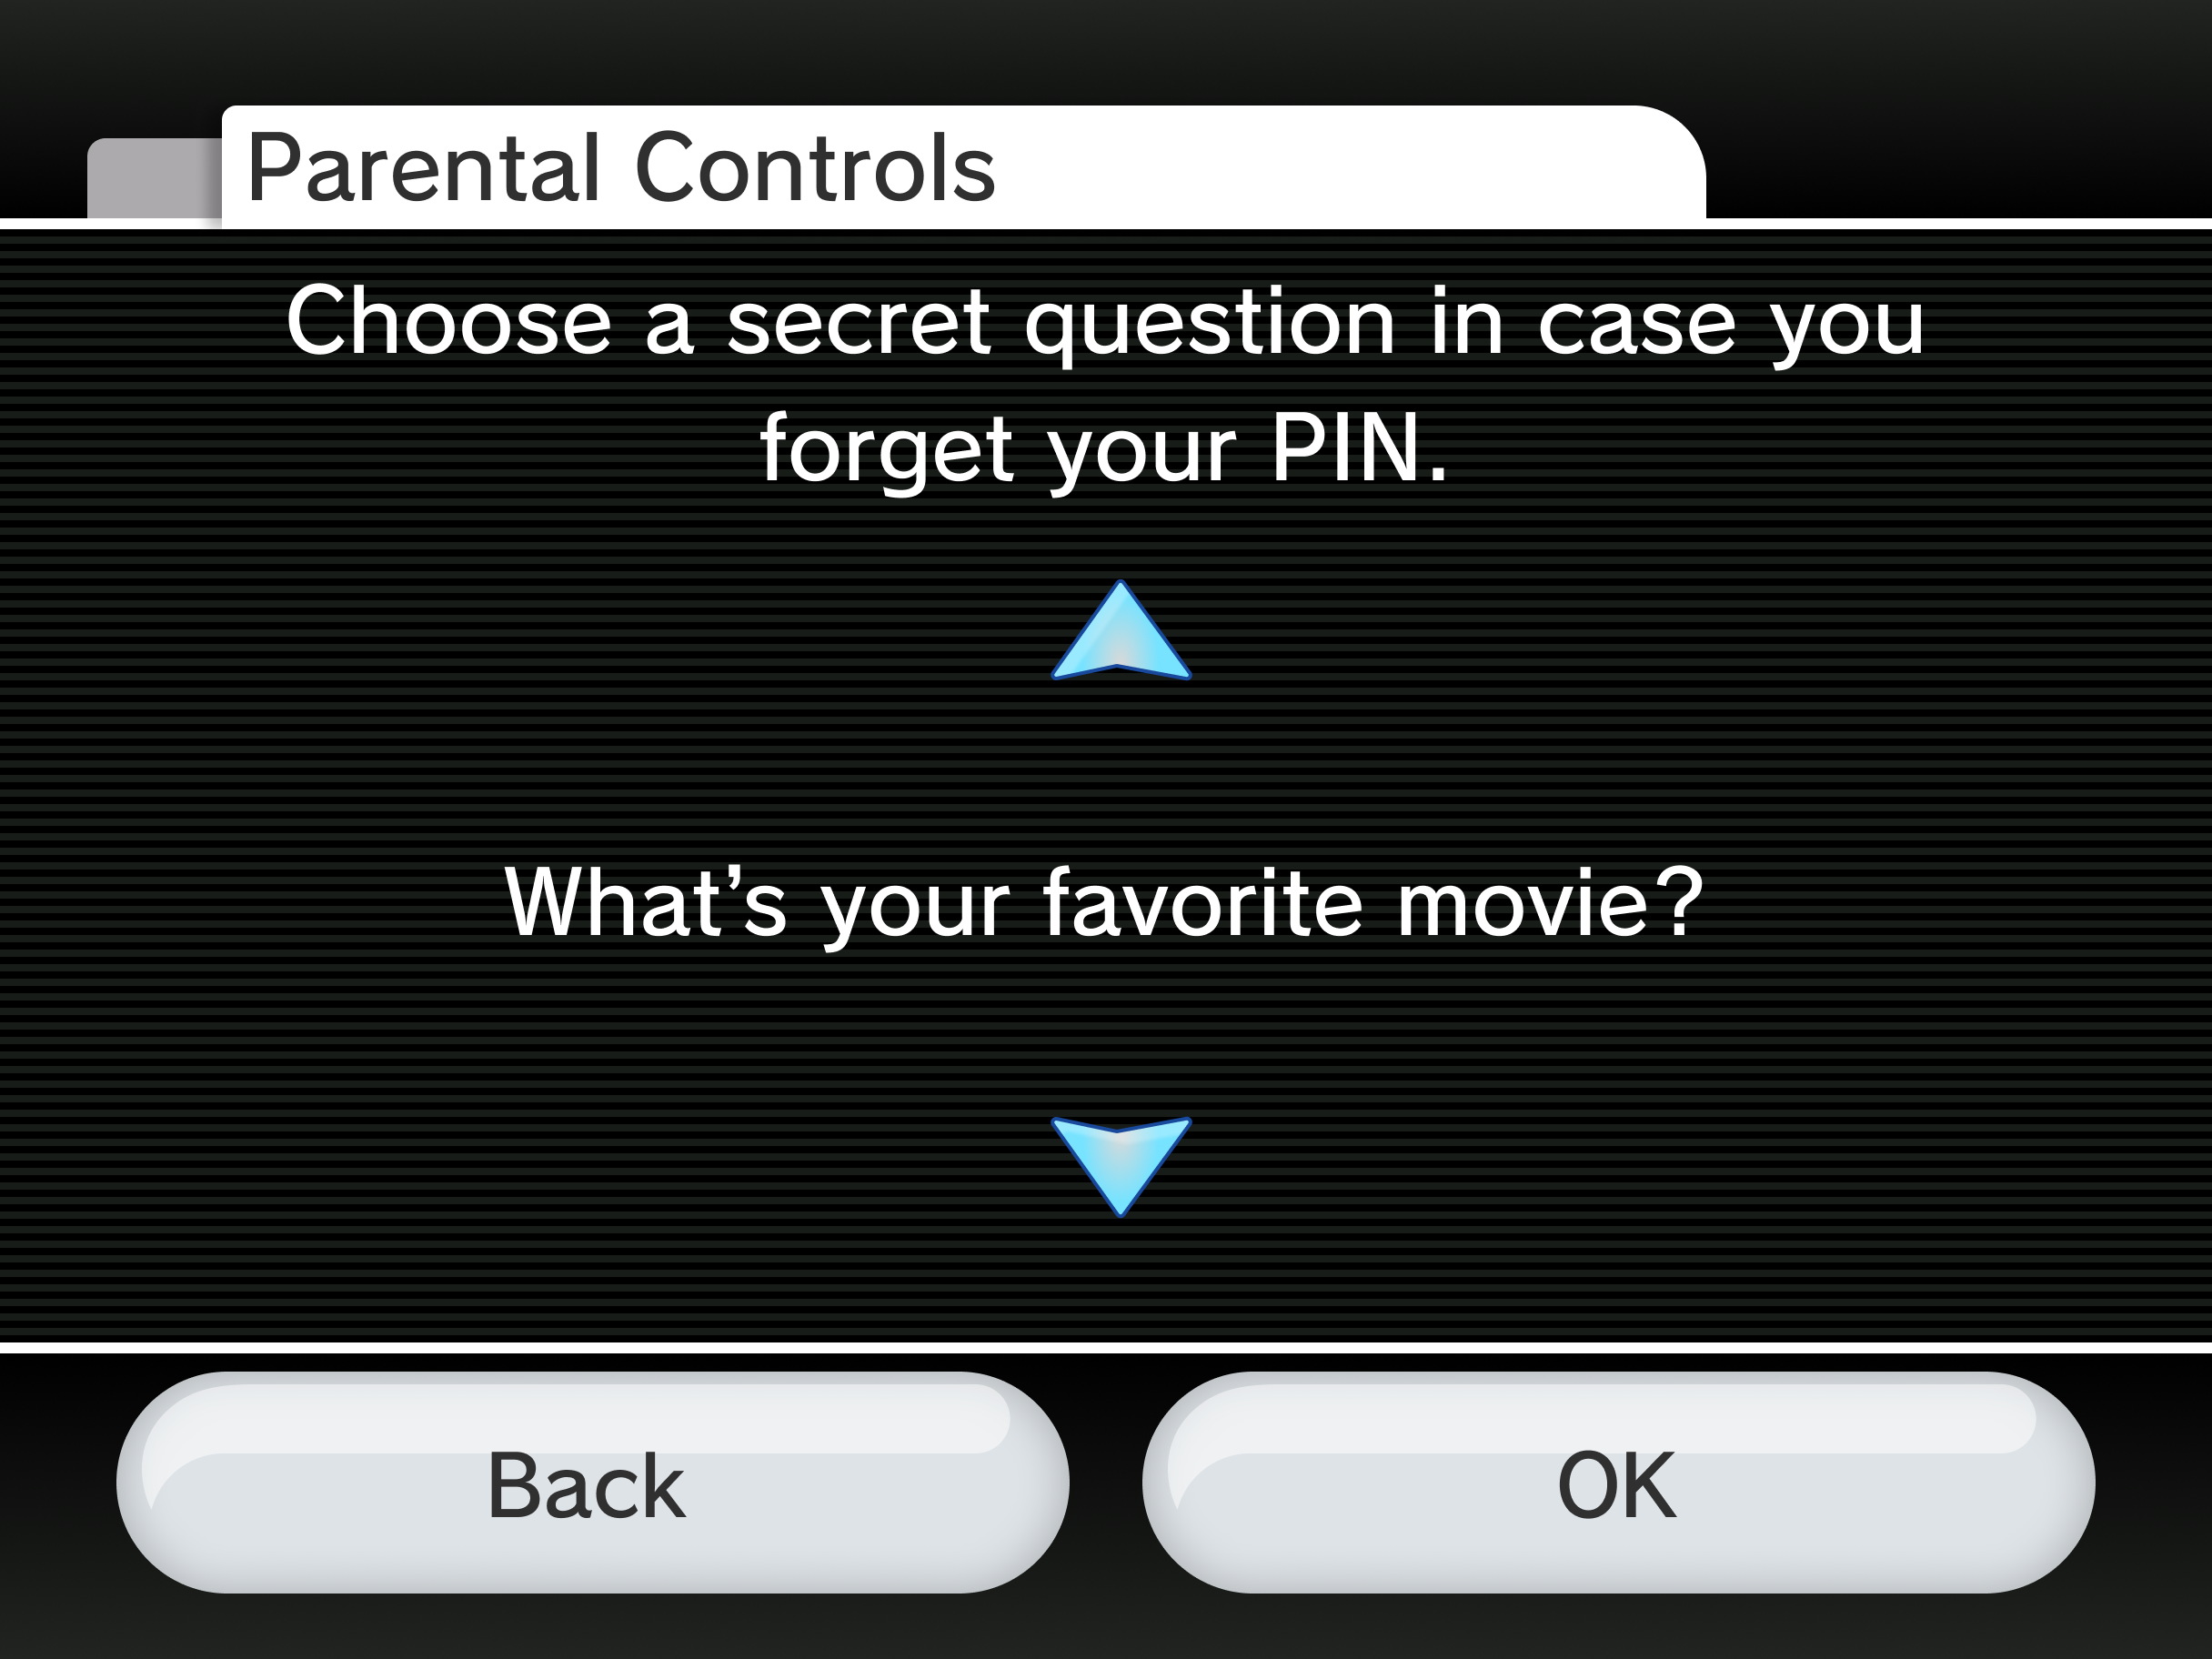 Parental Controls
Choose a secret question in case you
forget your PIN.
What’s your favorite movie?
Back
OK